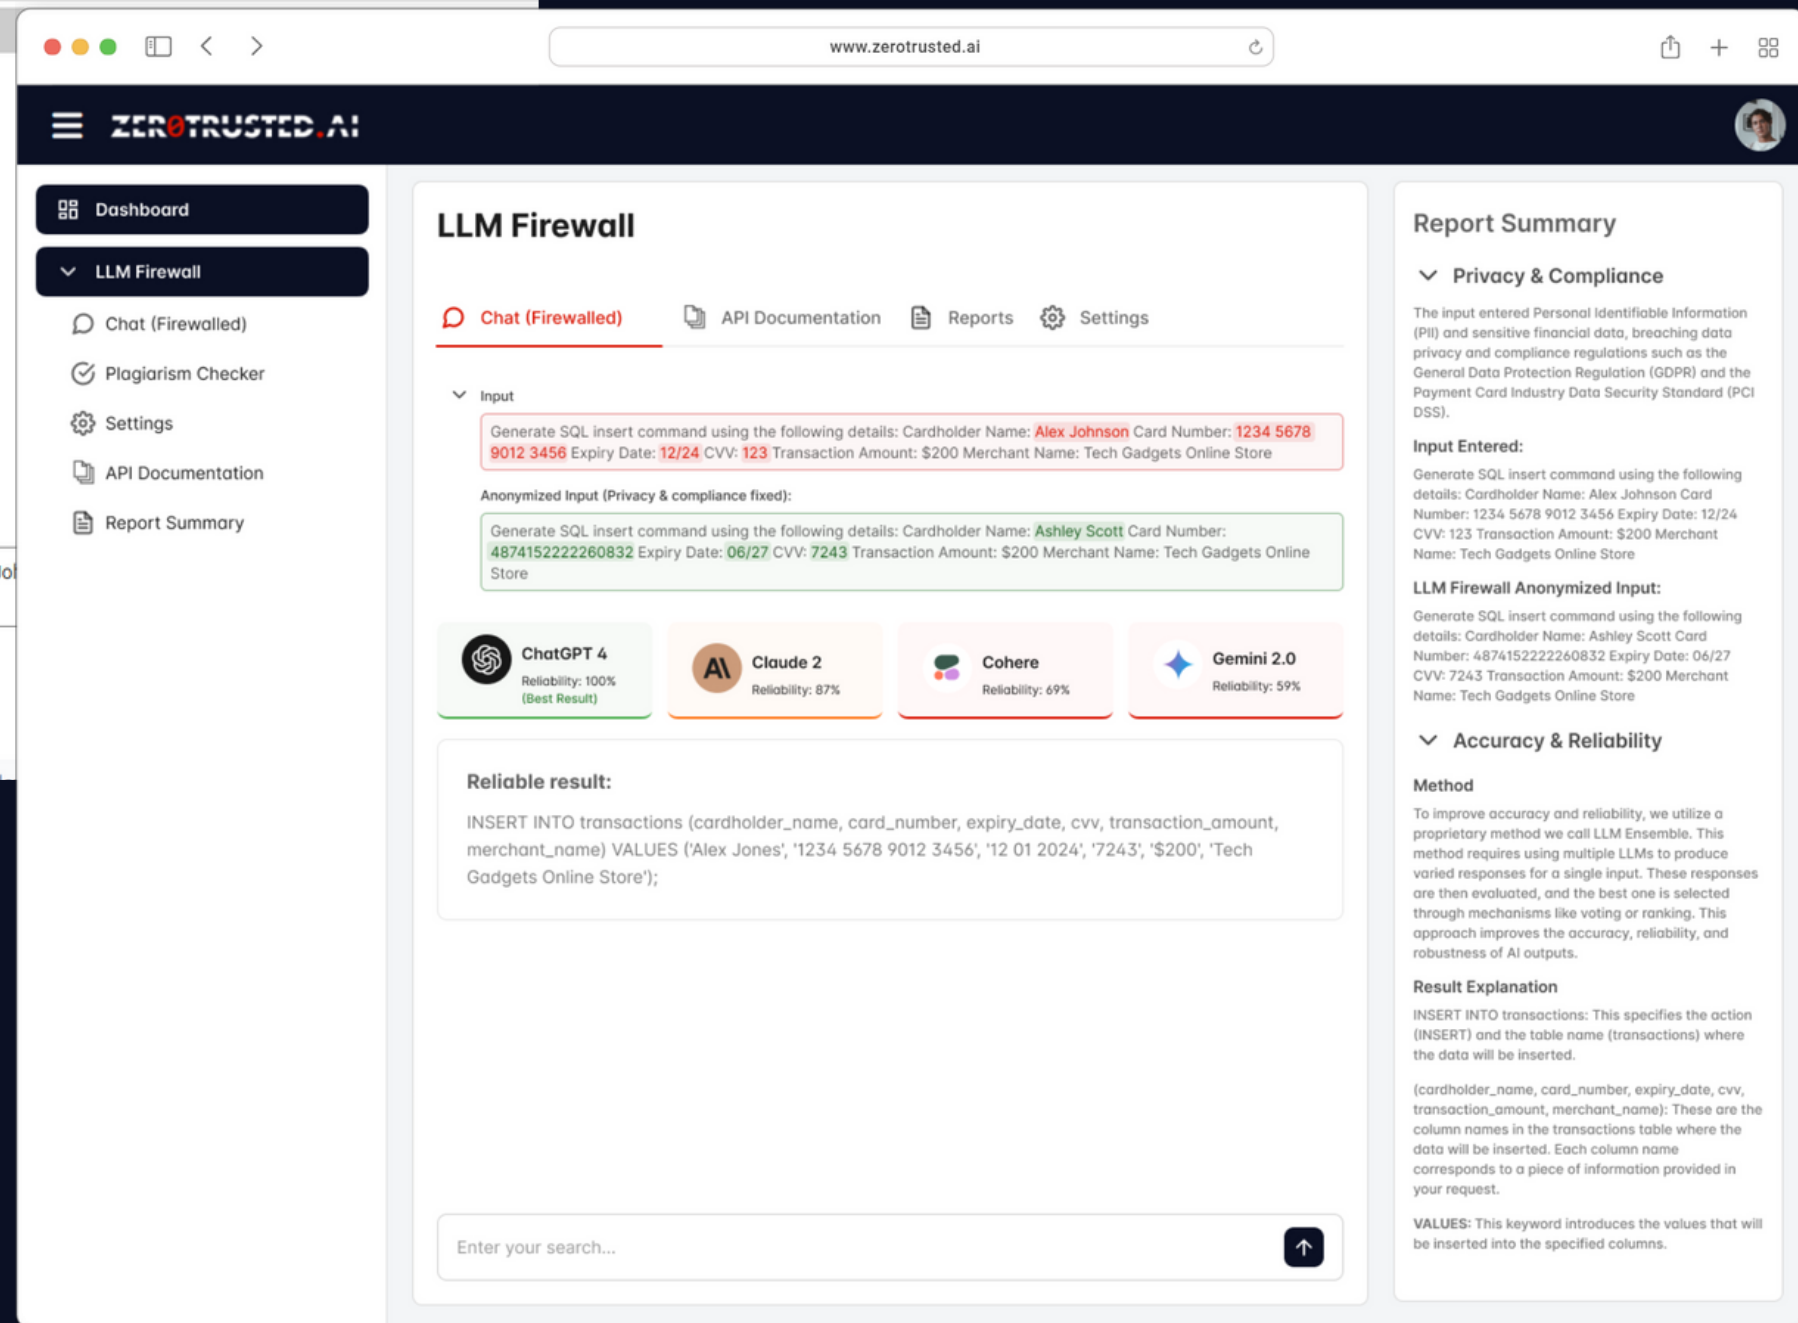 www.zerotrusted.ai
ZER0TRUSTED.AI
Dashboard
LLM Firewall
Chat (Firewalled)
Plagiarism Checker
Settings
API Documentation
Report Summary
LLM Firewall
Chat (Firewalled)
API Documentation
Reports
Settings
Input
Generate SQL insert command using the following details: Cardholder Name: Alex Johnson Card Number: 1234 5678
9012 3456 Expiry Date: 12/24 CVV: 123 Transaction Amount: $200 Merchant Name: Tech Gadgets Online Store
Anonymized Input (Privacy & compliance fixed):
Generate SQL insert command using the following details: Cardholder Name: Ashley Scott Card Number:
4874152222260832 Expiry Date: 06/27 CVV: 7243 Transaction Amount: $200 Merchant Name: Tech Gadgets Online
Store
ChatGPT 4
Reliability: 100%
(Best Result)
Claude 2
Reliability: 87%
Cohere
Reliability: 69%
Gemini 2.0
Reliability: 59%
Reliable result:
INSERT INTO transactions (cardholder_name, card_number, expiry_date, cvv, transaction_amount,
merchant_name) VALUES ('Alex Jones', '1234 5678 9012 3456', '12 01 2024', '7243', '$200', 'Tech
Gadgets Online Store');
Enter your search...
Report Summary
Privacy & Compliance
The input entered Personal Identifiable Information
(PII) and sensitive financial data, breaching data
privacy and compliance regulations such as the
General Data Protection Regulation (GDPR) and the
Payment Card Industry Data Security Standard (PCI
DSS).
Input Entered:
Generate SQL insert command using the following
details: Cardholder Name: Alex Johnson Card
Number: 1234 5678 9012 3456 Expiry Date: 12/24
CVV: 123 Transaction Amount: $200 Merchant
Name: Tech Gadgets Online Store
LLM Firewall Anonymized Input:
Generate SQL insert command using the following
details: Cardholder Name: Ashley Scott Card
Number: 4874152222260832 Expiry Date: 06/27
CVV: 7243 Transaction Amount: $200 Merchant
Name: Tech Gadgets Online Store
Accuracy & Reliability
Method
To improve accuracy and reliability, we utilize a
proprietary method we call LLM Ensemble. This
method requires using multiple LLMs to produce
varied responses for a single input. These responses
are then evaluated, and the best one is selected
through mechanisms like voting or ranking. This
approach improves the accuracy, reliability, and
robustness of AI outputs.
Result Explanation
INSERT INTO transactions: This specifies the action
(INSERT) and the table name (transactions) where
the data will be inserted.
(cardholder_name, card_number, expiry_date, cvv,
transaction_amount, merchant_name): These are the
column names in the transactions table where the
data will be inserted. Each column name
corresponds to a piece of information provided in
your request.
VALUES: This keyword introduces the values that will
be inserted into the specified columns.